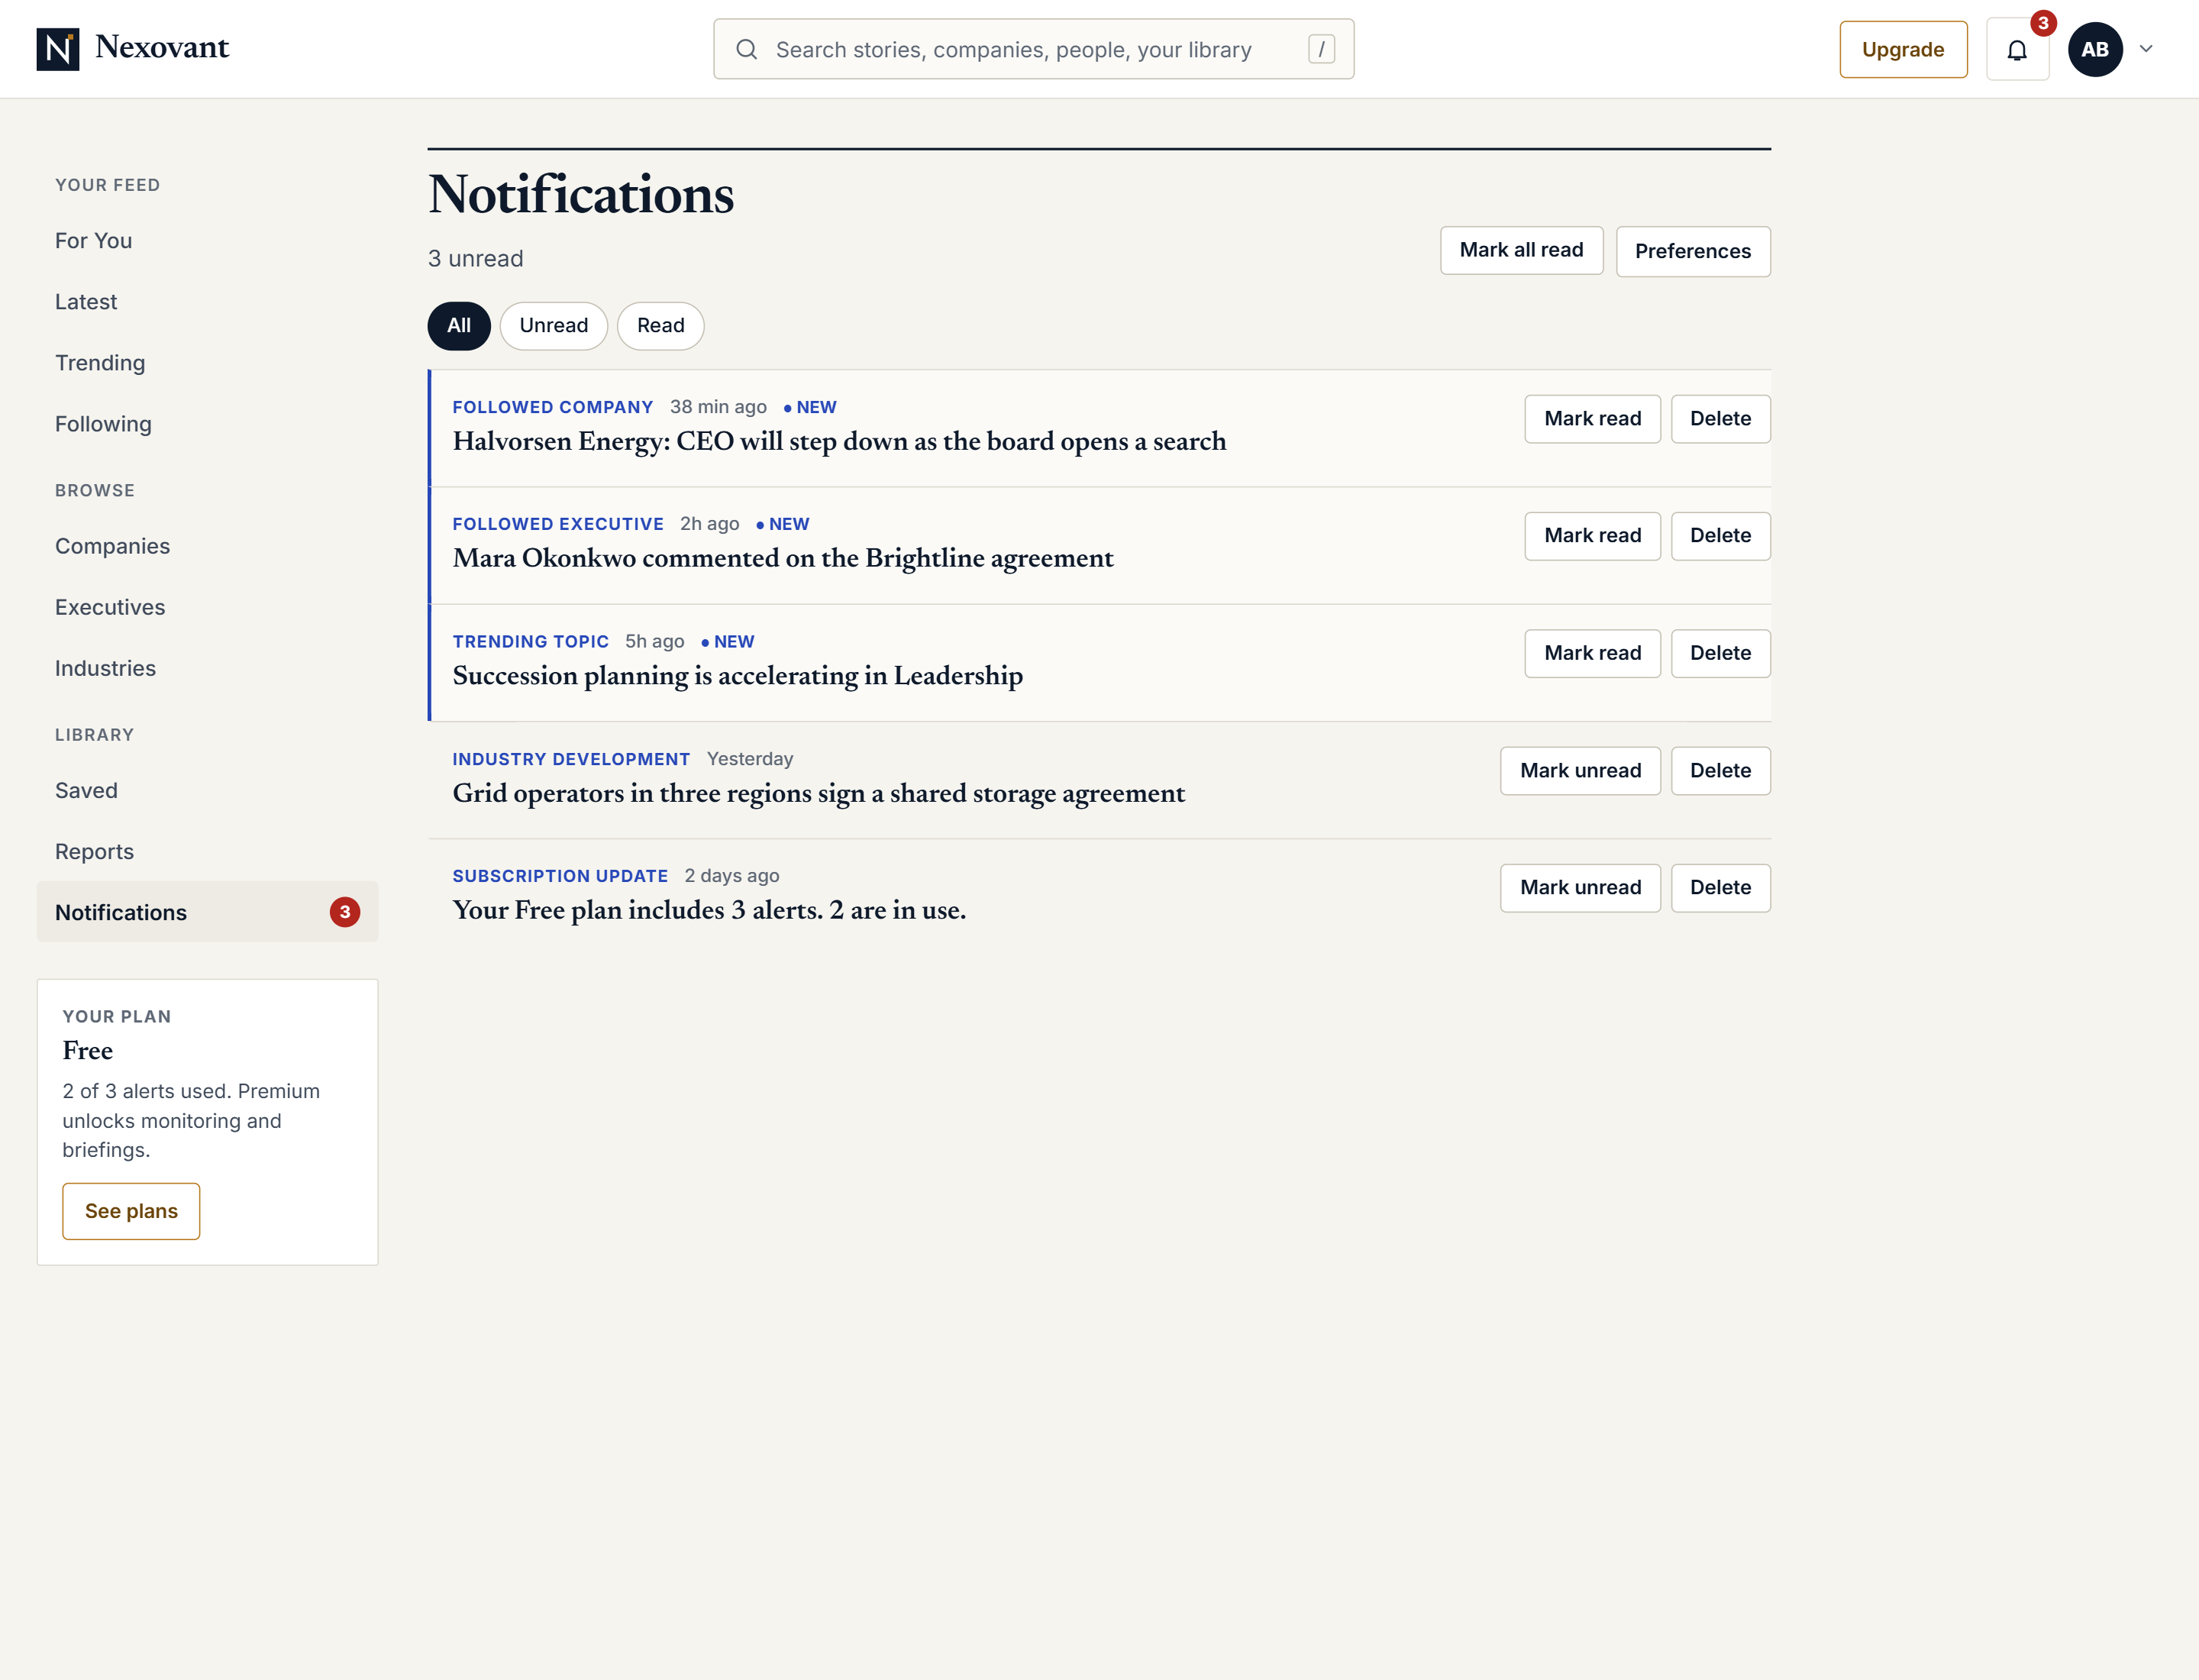 Nexovant
Search stories, companies, people, your library /
Upgrade
3
AB
YOUR FEED
For You
Latest
Trending
Following
BROWSE
Companies
Executives
Industries
LIBRARY
Saved
Reports
Notifications 3
YOUR PLAN
Free
2 of 3 alerts used. Premium
unlocks monitoring and
briefings.
See plans
Notifications
3 unread
Mark all read Preferences
All Unread Read
FOLLOWED COMPANY 38 min ago • NEW
Halvorsen Energy: CEO will step down as the board opens a search
Mark read Delete
FOLLOWED EXECUTIVE 2h ago • NEW
Mara Okonkwo commented on the Brightline agreement
Mark read Delete
TRENDING TOPIC 5h ago • NEW
Succession planning is accelerating in Leadership
Mark read Delete
INDUSTRY DEVELOPMENT Yesterday
Grid operators in three regions sign a shared storage agreement
Mark unread Delete
SUBSCRIPTION UPDATE 2 days ago
Your Free plan includes 3 alerts. 2 are in use.
Mark unread Delete